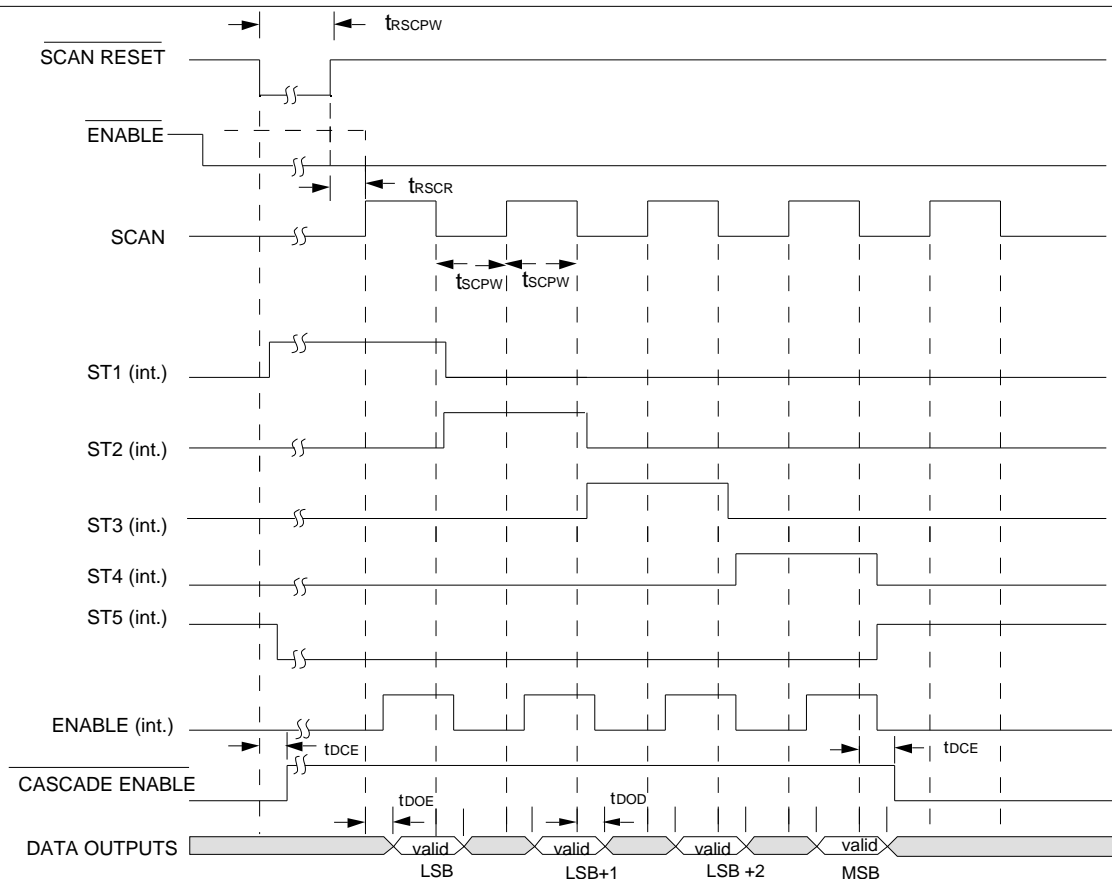 tRSCPW
SCAN RESET
ENABLE
tRSCR
SCAN
tSCPW tSCPW
ST1 (int.)
ST2 (int.)
ST3 (int.)
ST4 (int.)
ST5 (int.)
ENABLE (int.)
tDCE tDCE
CASCADE ENABLE
tDOE tDOD
DATA OUTPUTS valid valid valid valid
LSB LSB+1 LSB +2 MSB